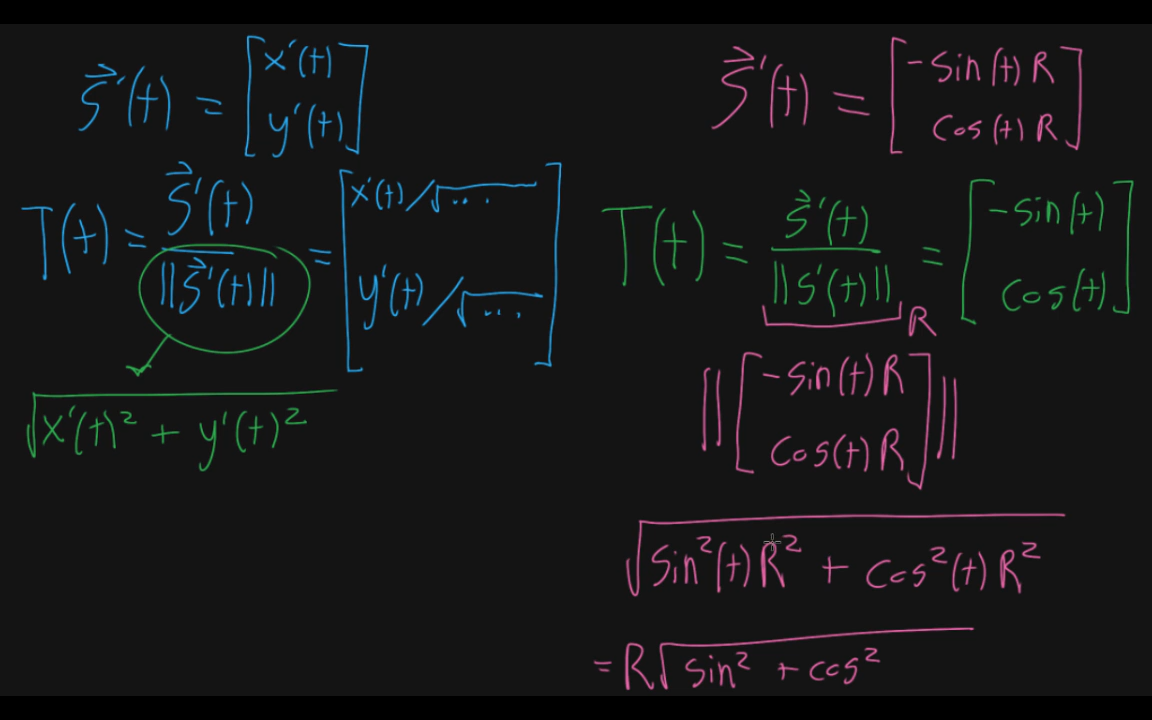 s⃗'(t) = [ x'(t)
y'(t) ]
T(t) = s⃗'(t) / ||s⃗'(t)|| = [ x'(t)/√....
y'(t)/√.... ]
√x'(t)² + y'(t)²
s⃗'(t) = [ -Sin(t)R
Cos(t)R ]
T(t) = s⃗'(t) / ||s'(t)|| = [ -Sin(t)
Cos(t) ]
R
|| [ -Sin(t)R
Cos(t)R ] ||
√Sin²(t)R² + Cos²(t)R²
= R√Sin² + cos²